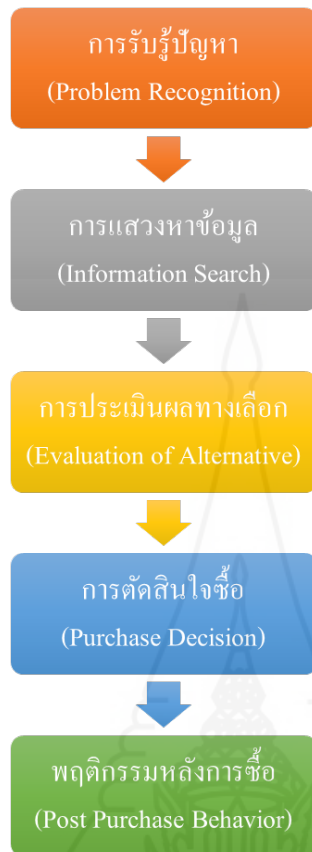 การรับรู้ปัญหา
(Problem Recognition)
การแสวงหาข้อมูล
(Information Search)
การประเมินผลทางเลือก
(Evaluation of Alternative)
การตัดสินใจซื้อ
(Purchase Decision)
พฤติกรรมหลังการซื้อ
(Post Purchase Behavior)